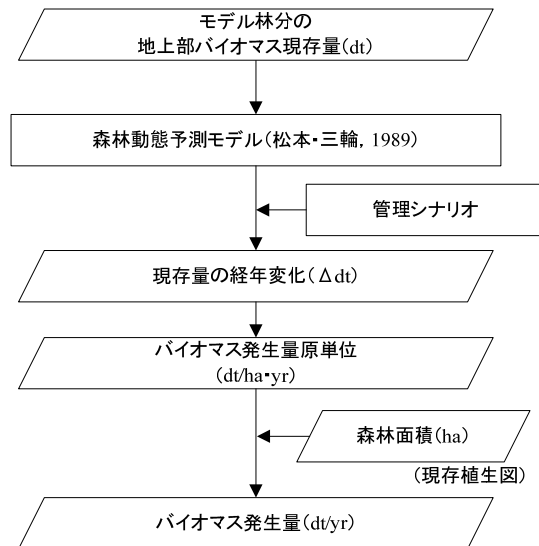 モデル林分の
地上部バイオマス現存量(dt)
森林動態予測モデル(松本・三輪, 1989)
管理シナリオ
現存量の経年変化(Δdt)
バイオマス発生量原単位
(dt/ha・yr)
森林面積(ha)
(現存植生図)
バイオマス発生量(dt/yr)